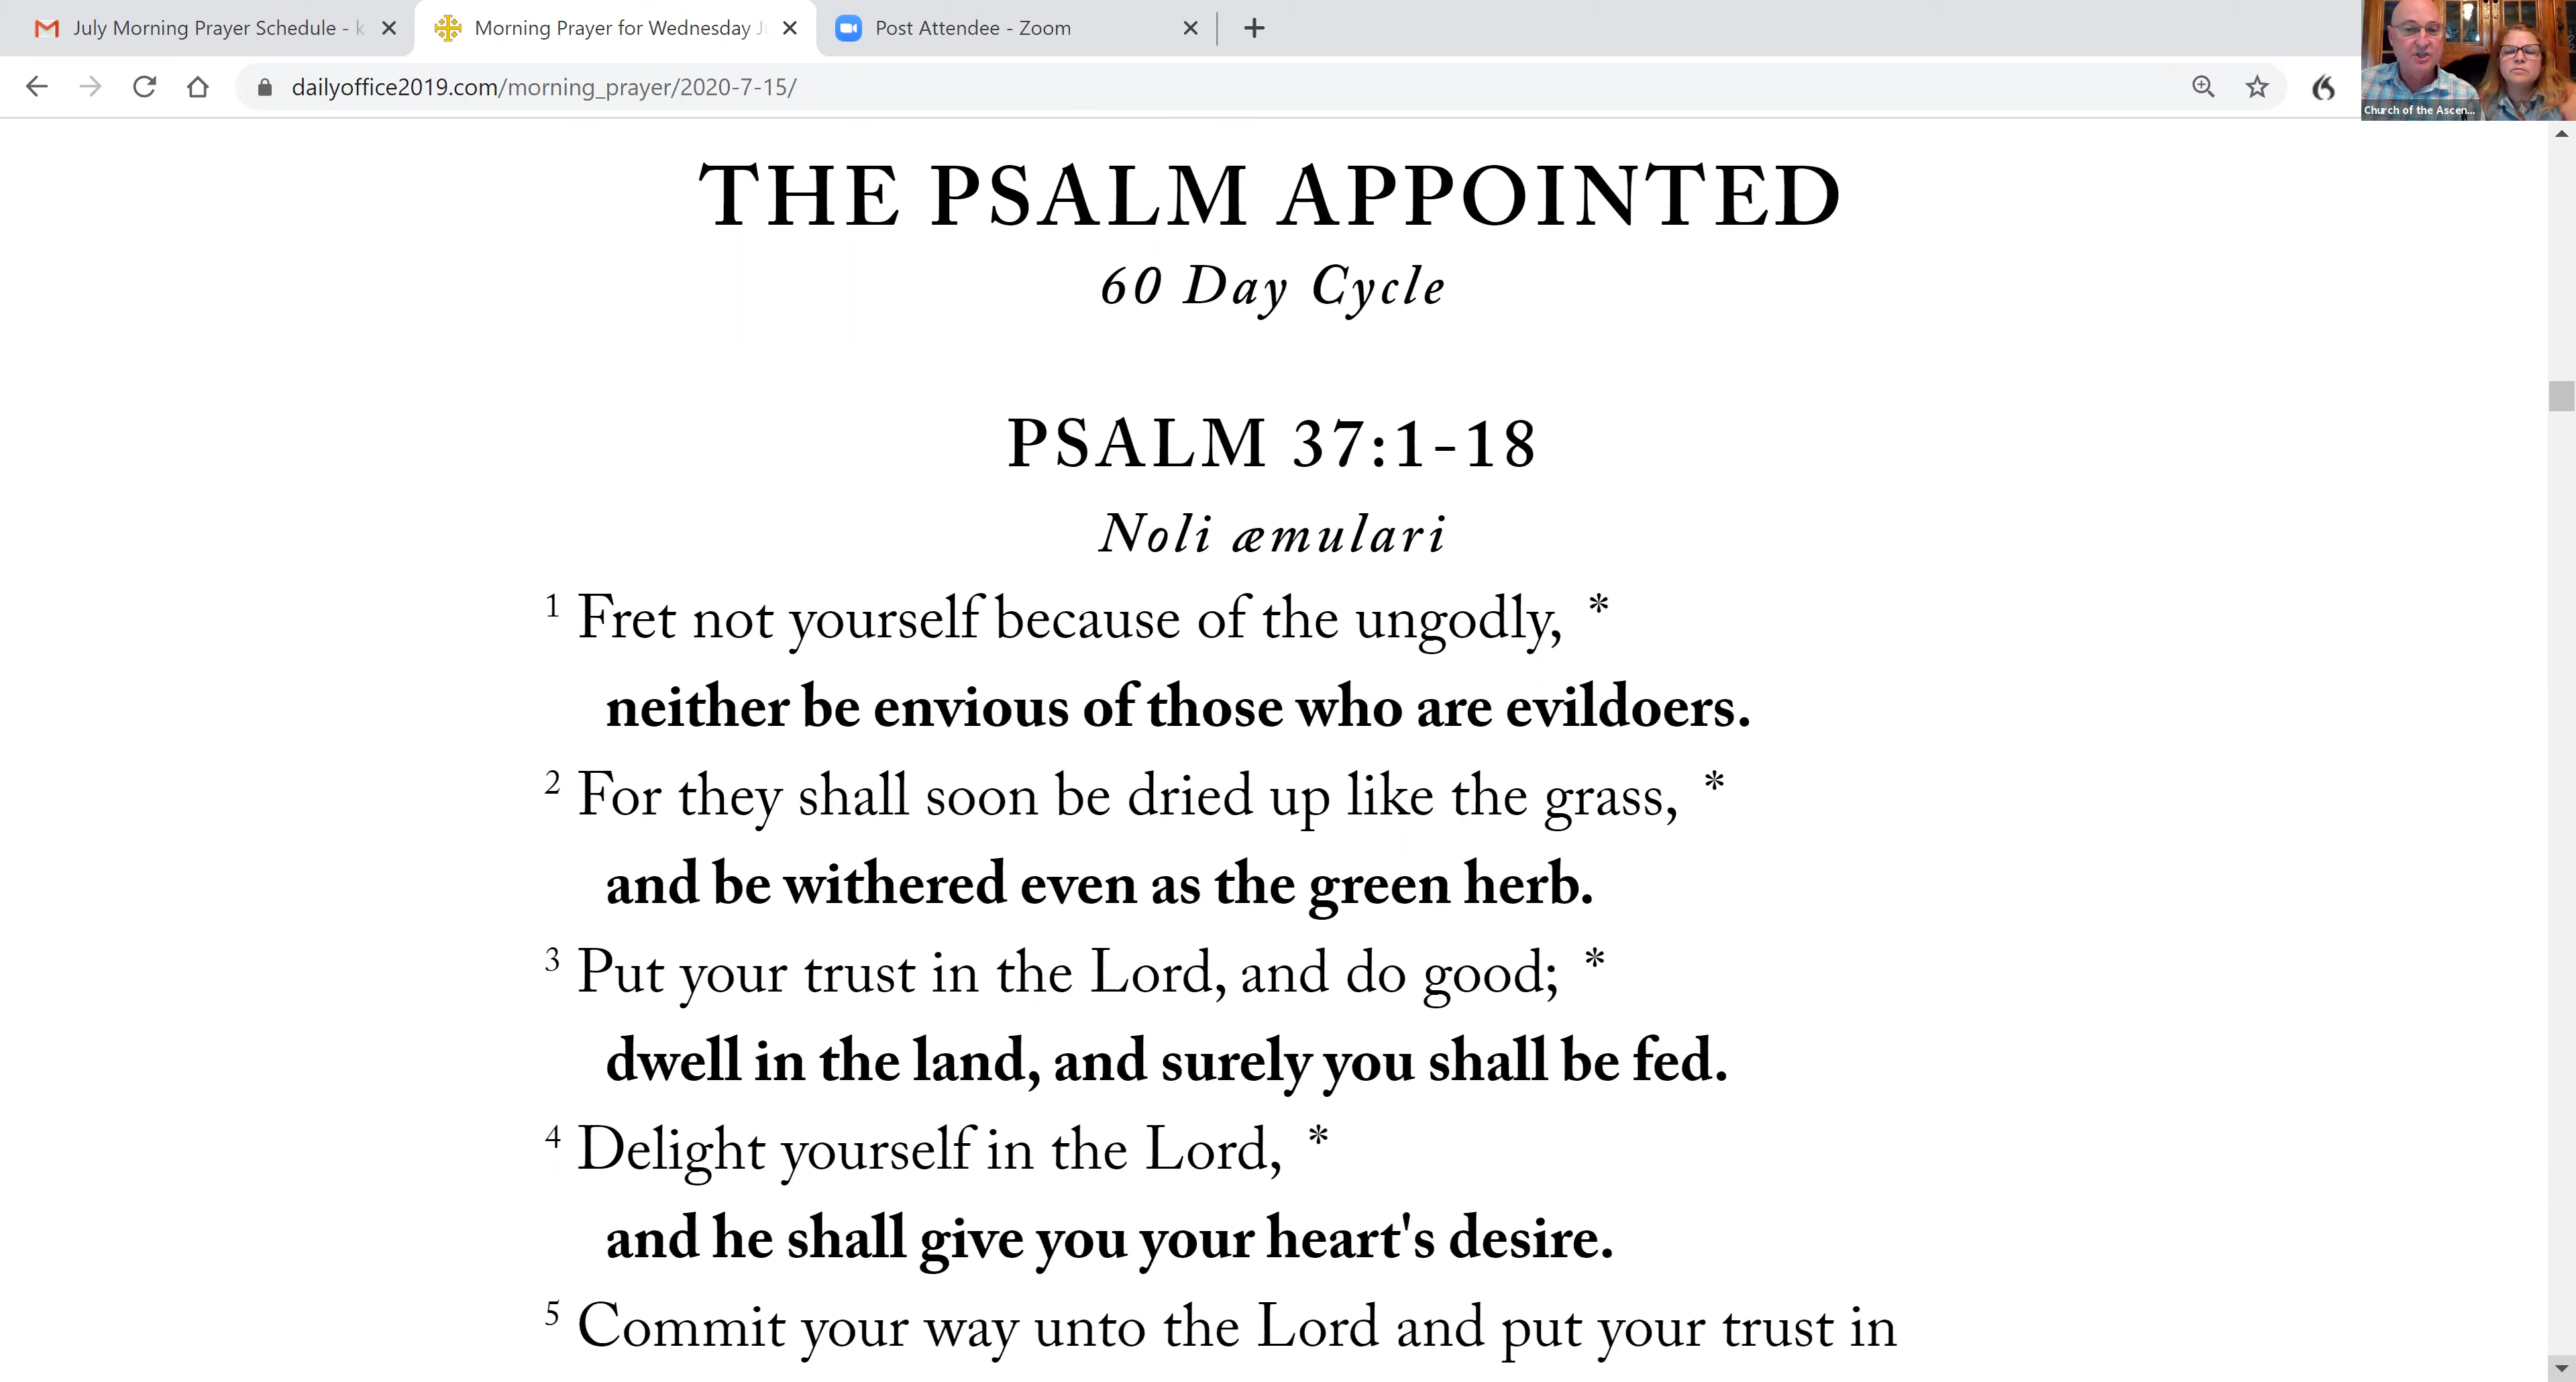 July Morning Prayer Schedule - k
Morning Prayer for Wednesday Ju
Post Attendee - Zoom
dailyoffice2019.com/morning_prayer/2020-7-15/
Church of the Ascen...
THE PSALM APPOINTED
60 Day Cycle
PSALM 37:1-18
Noli æmulari
1 Fret not yourself because of the ungodly, *
neither be envious of those who are evildoers.
2 For they shall soon be dried up like the grass, *
and be withered even as the green herb.
3 Put your trust in the Lord, and do good; *
dwell in the land, and surely you shall be fed.
4 Delight yourself in the Lord, *
and he shall give you your heart's desire.
5 Commit your way unto the Lord and put your trust in